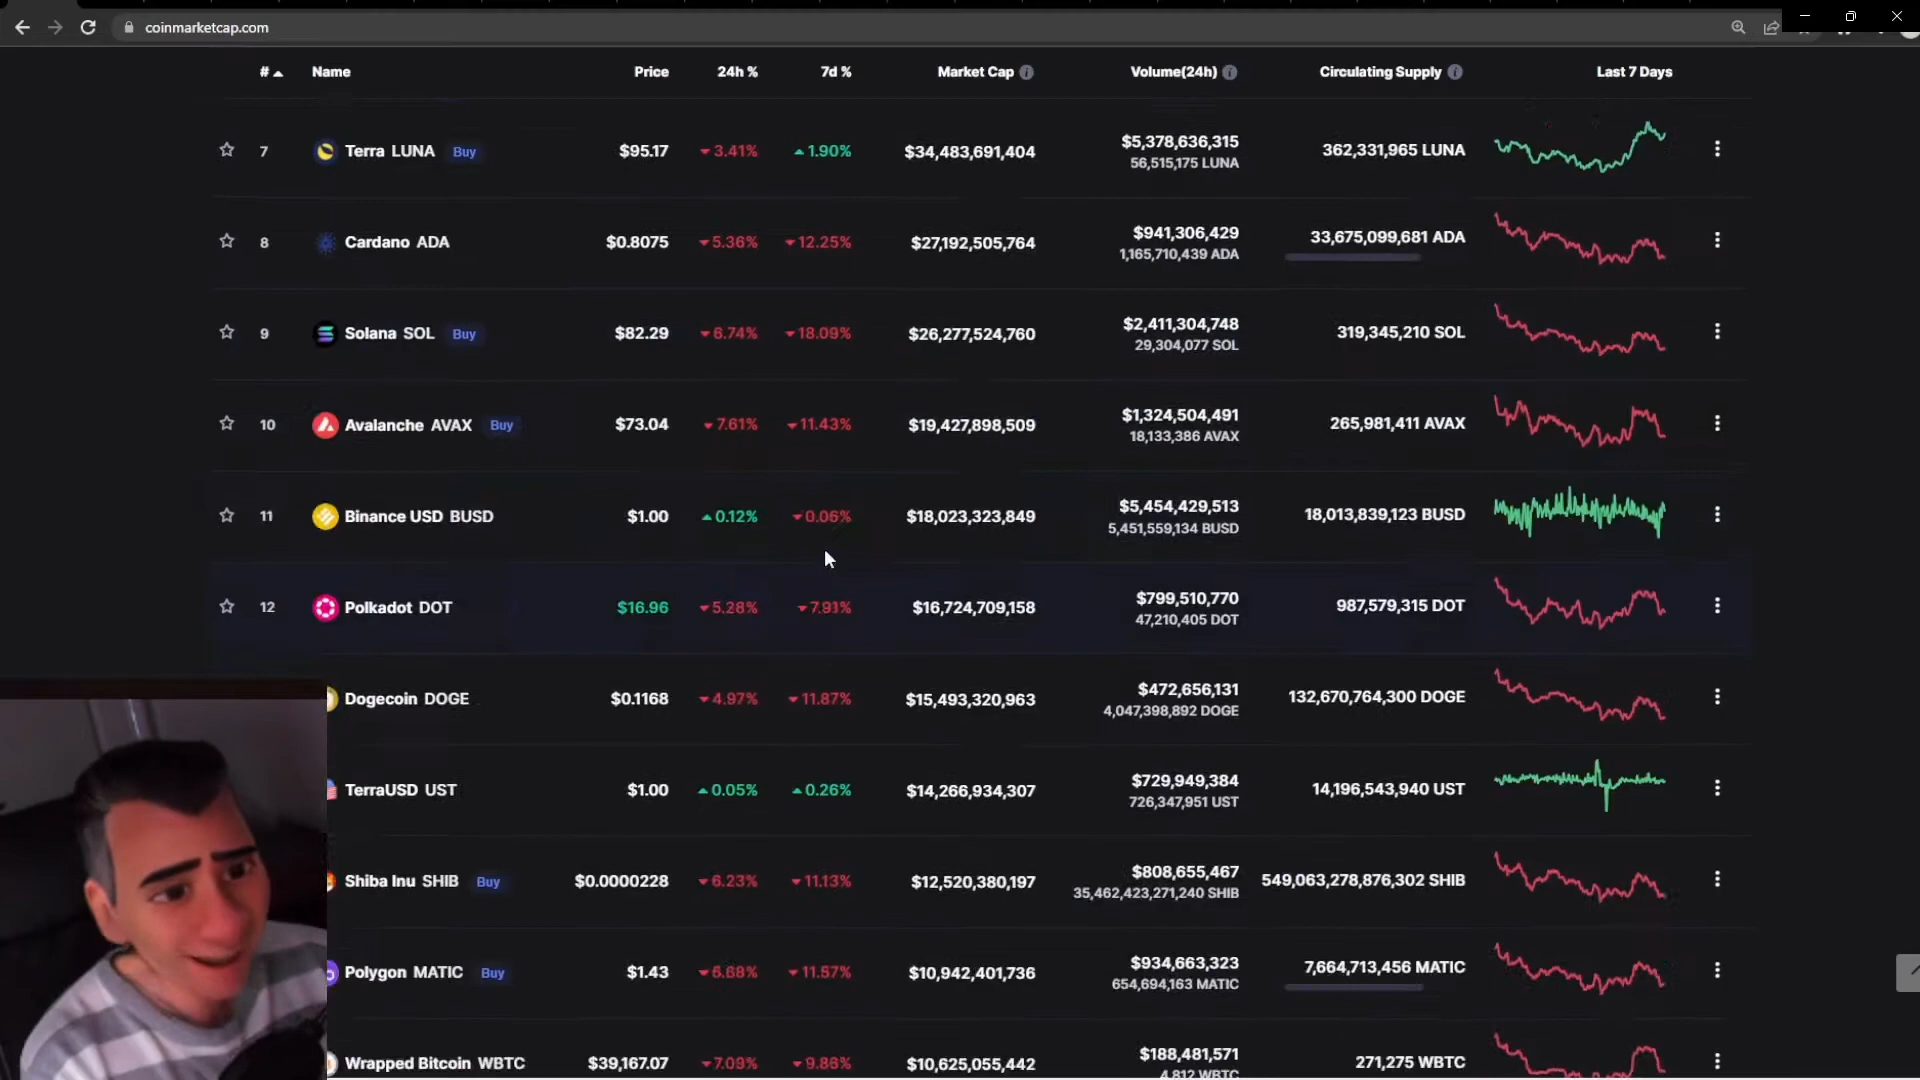 coinmarketcap.com
# Name Price 24h % 7d % Market Cap Volume(24h) Circulating Supply Last 7 Days
7 Terra LUNA Buy $95.17 3.41% 1.90% $34,483,691,404 $5,378,636,315 362,331,965 LUNA
56,515,175 LUNA
8 Cardano ADA $0.8075 5.36% 12.25% $27,192,505,764 $941,306,429 33,675,099,681 ADA
1,165,710,439 ADA
9 Solana SOL Buy $82.29 6.74% 18.09% $26,277,524,760 $2,411,304,748 319,345,210 SOL
29,304,077 SOL
10 Avalanche AVAX Buy $73.04 7.61% 11.43% $19,427,898,509 $1,324,504,491 265,981,411 AVAX
18,133,386 AVAX
11 Binance USD BUSD $1.00 0.12% 0.06% $18,023,323,849 $5,454,429,513 18,013,839,123 BUSD
5,451,559,134 BUSD
12 Polkadot DOT $16.96 5.28% 7.91% $16,724,709,158 $799,510,770 987,579,315 DOT
47,210,405 DOT
Dogecoin DOGE $0.1168 4.97% 11.87% $15,493,320,963 $472,656,131 132,670,764,300 DOGE
4,047,398,892 DOGE
TerraUSD UST $1.00 0.05% 0.26% $14,266,934,307 $729,949,384 14,196,543,940 UST
726,347,951 UST
Shiba Inu SHIB Buy $0.0000228 6.23% 11.13% $12,520,380,197 $808,655,467 549,063,278,876,302 SHIB
35,462,423,271,240 SHIB
Polygon MATIC Buy $1.43 6.68% 11.57% $10,942,401,736 $934,663,323 7,664,713,456 MATIC
654,694,163 MATIC
Wrapped Bitcoin WBTC $39,167.07 7.09% 9.86% $10,625,055,442 $188,481,571 271,275 WBTC
4,812 WBTC